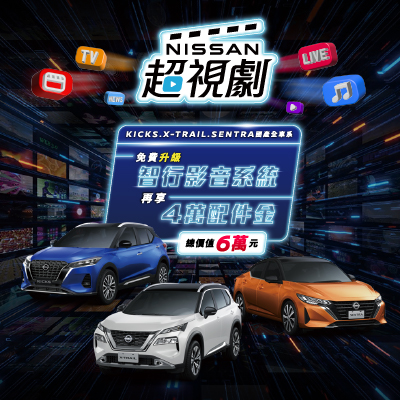 TV
NEWS
LIVE
NISSAN
超視劇
KICKS.X-TRAIL.SENTRA國產全車系
免費升級
智行影音系統
再享
4萬配件金
總價值6萬元